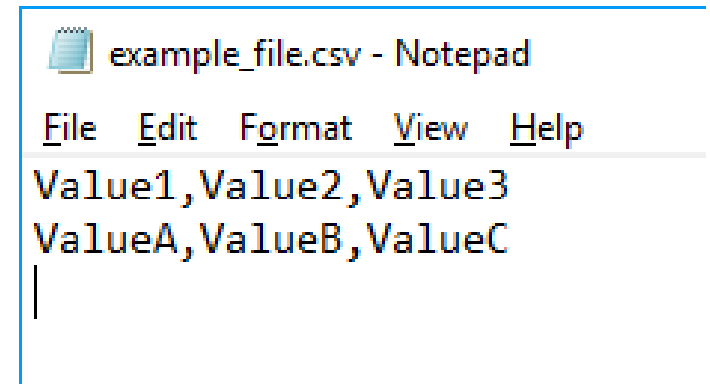 example_file.csv - Notepad
File Edit Format View Help
Value1,Value2,Value3
ValueA,ValueB,ValueC